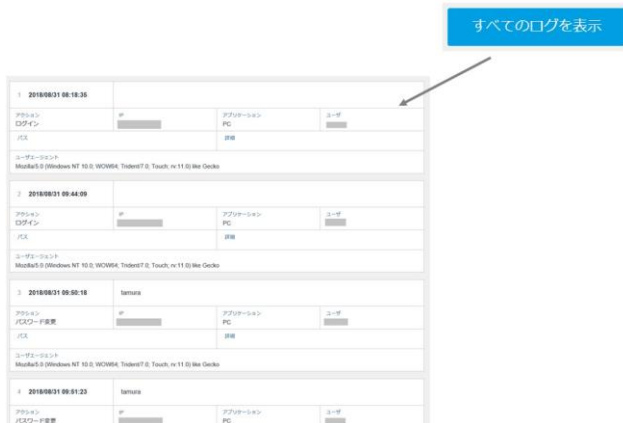 すべてのログを表示
1 2018/08/31 08:18:35
アクション IP アプリケーション ユーザ
ログイン PC
パス 詳細
ユーザエージェント
Mozilla/5.0 (Windows NT 10.0; WOW64; Trident/7.0; Touch; rv:11.0) like Gecko
2 2018/08/31 09:44:09
アクション IP アプリケーション ユーザ
ログイン PC
パス 詳細
ユーザエージェント
Mozilla/5.0 (Windows NT 10.0; WOW64; Trident/7.0; Touch; rv:11.0) like Gecko
3 2018/08/31 09:50:18 tamura
アクション IP アプリケーション ユーザ
パスワード変更 PC
パス 詳細
ユーザエージェント
Mozilla/5.0 (Windows NT 10.0; WOW64; Trident/7.0; Touch; rv:11.0) like Gecko
4 2018/08/31 09:51:23 tamura
アクション IP アプリケーション ユーザ
パスワード変更 PC